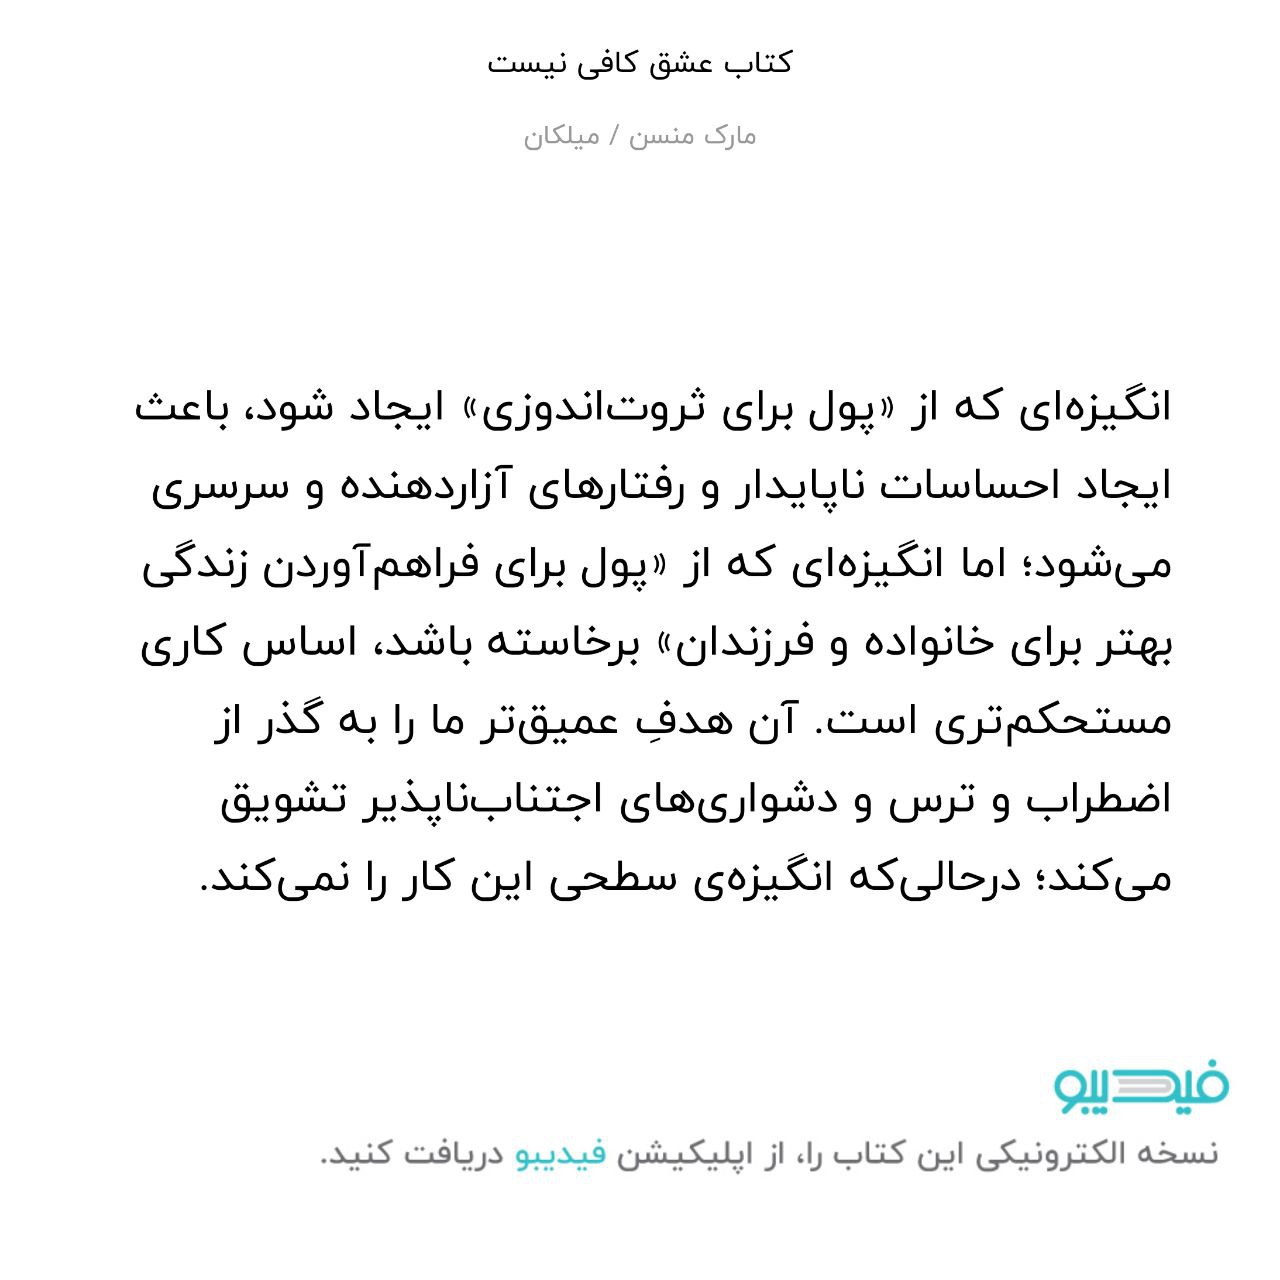 کتاب عشق کافی نیست
مارک منسن / میلکان
انگیزه‌ای که از «پول برای ثروت‌اندوزی» ایجاد شود، باعث
ایجاد احساسات ناپایدار و رفتارهای آزاردهنده و سرسری
می‌شود؛ اما انگیزه‌ای که از «پول برای فراهم‌آوردن زندگی
بهتر برای خانواده و فرزندان» برخاسته باشد، اساس کاری
مستحکم‌تری است. آن هدفِ عمیق‌تر ما را به گذر از
اضطراب و ترس و دشواری‌های اجتناب‌ناپذیر تشویق
می‌کند؛ درحالی‌که انگیزه‌ی سطحی این کار را نمی‌کند.
فیدیبو
نسخه الکترونیکی این کتاب را، از اپلیکیشن فیدیبو دریافت کنید.